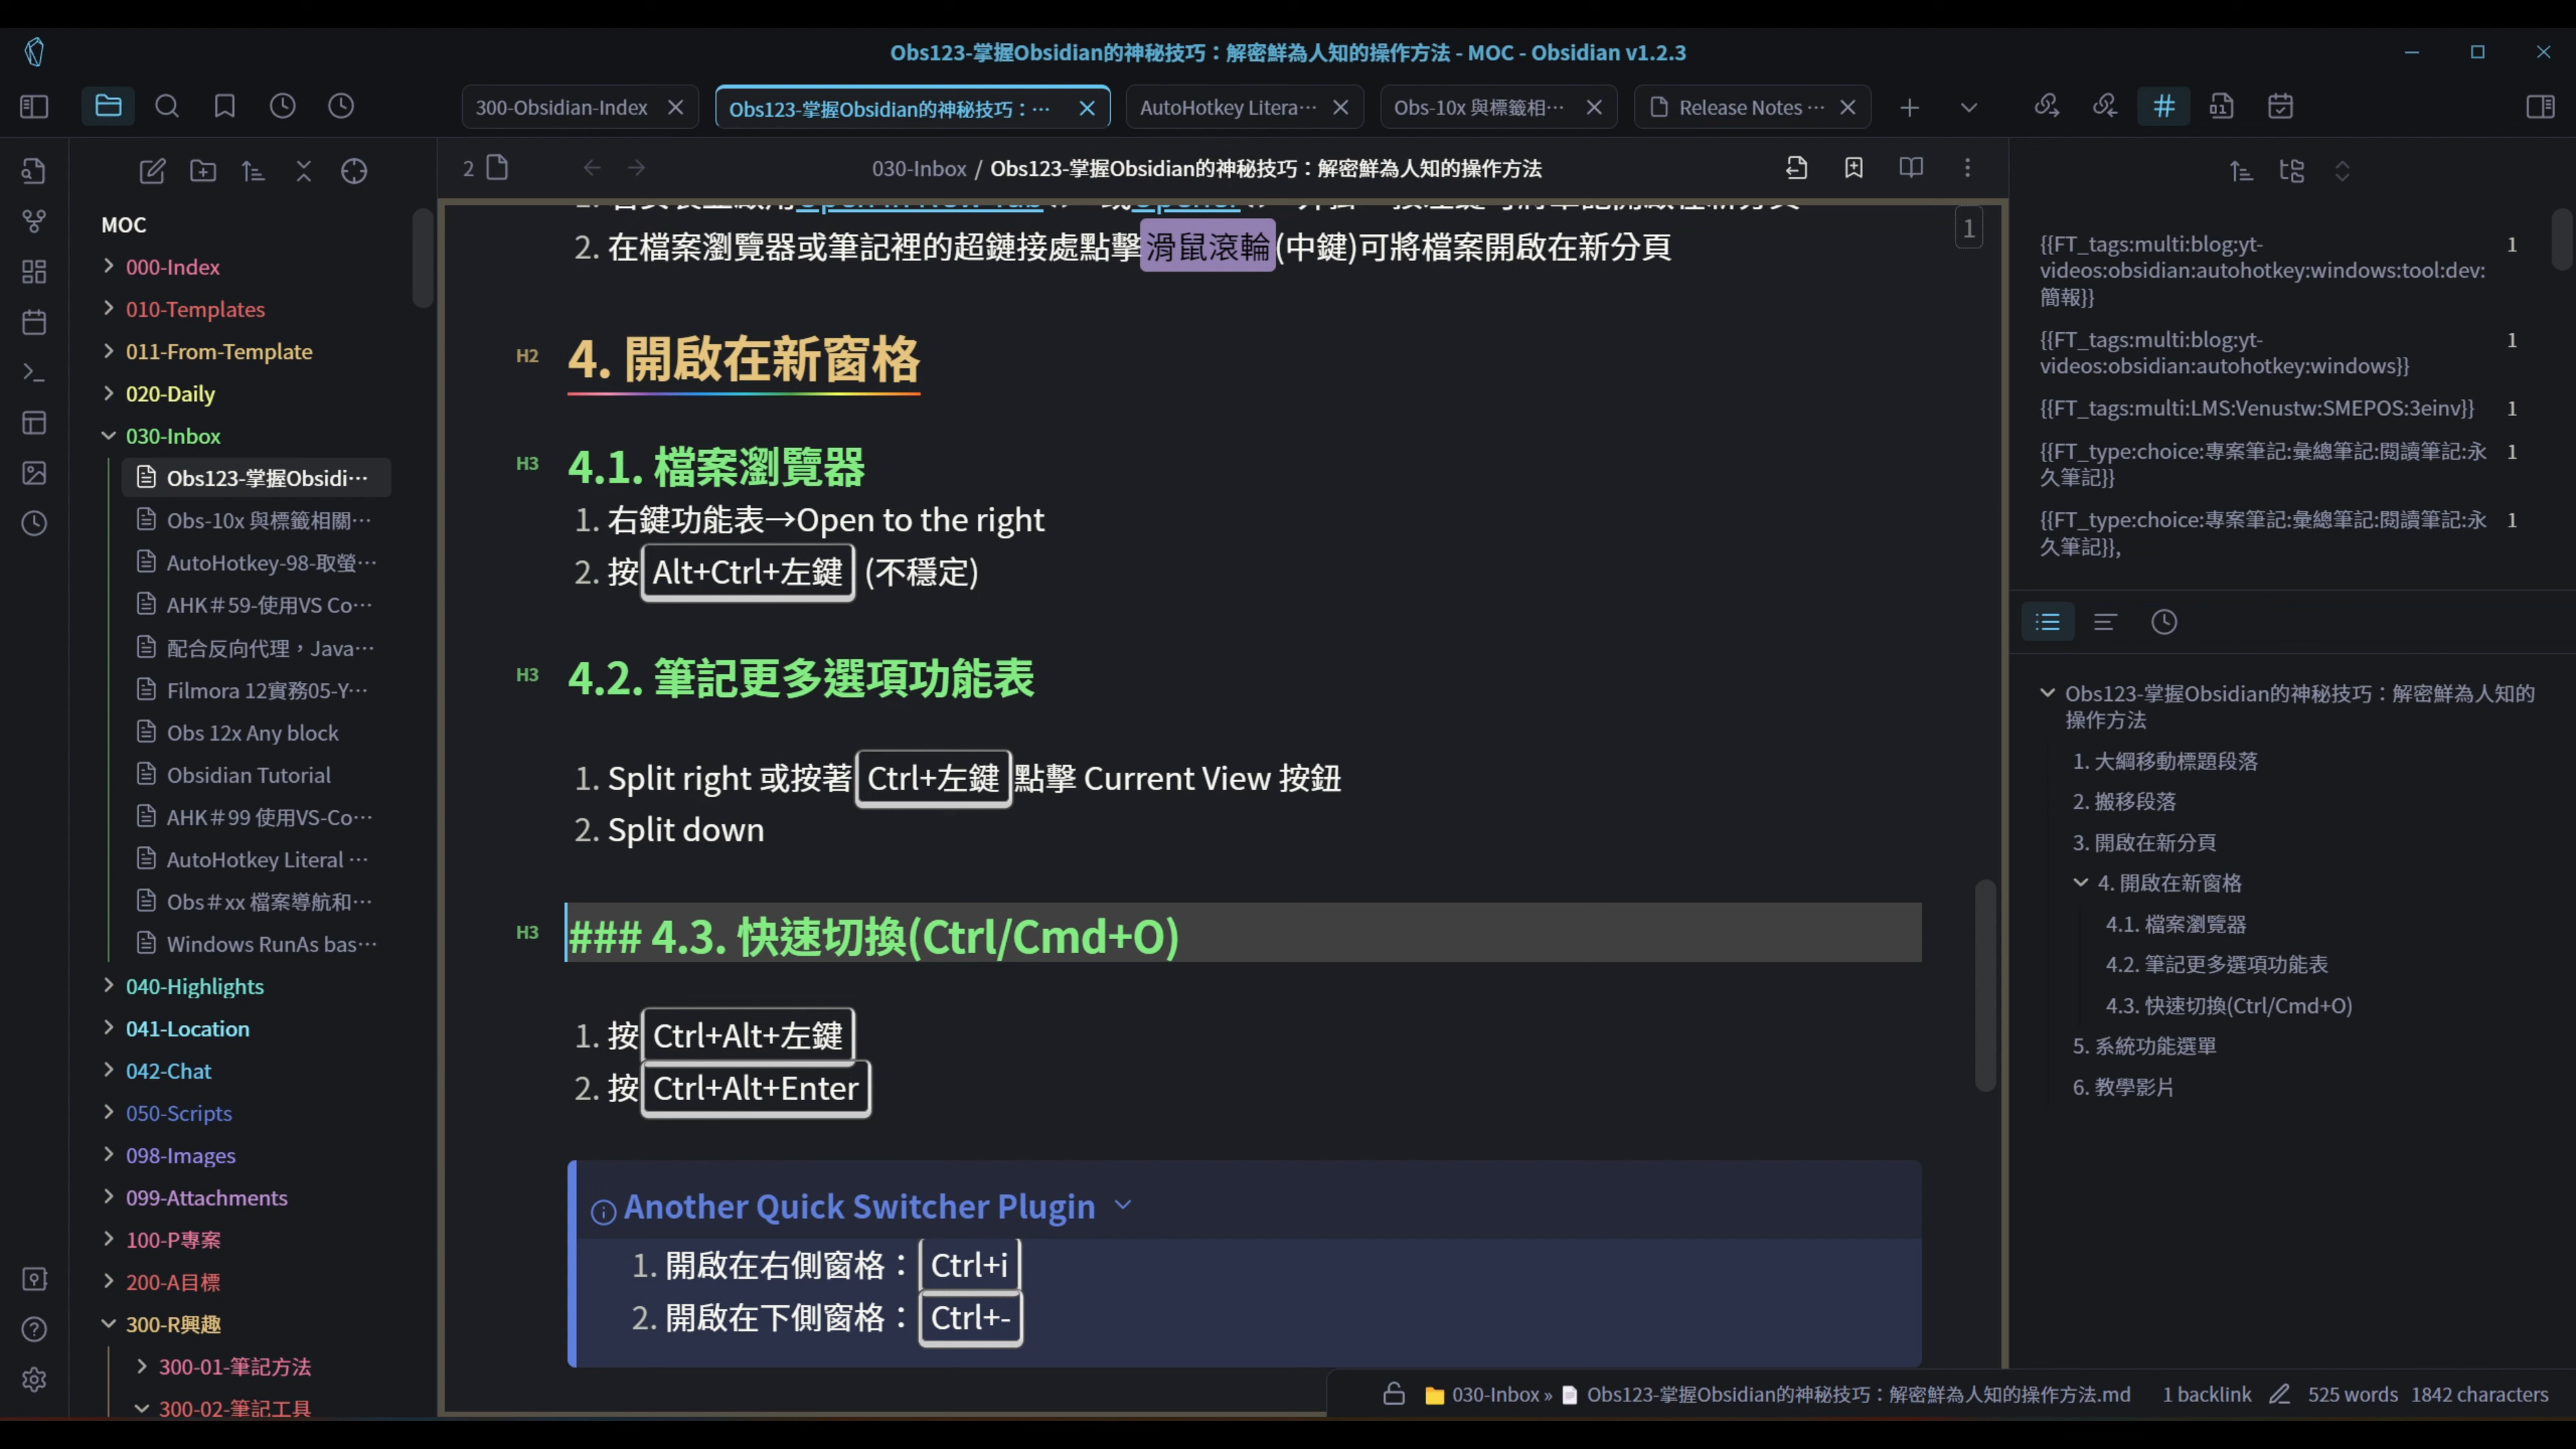 Obs123-掌握Obsidian的神秘技巧：解密鮮為人知的操作方法 - MOC - Obsidian v1.2.3
300-Obsidian-Index
Obs123-掌握Obsidian的神秘技巧：…
AutoHotkey Litera…
Obs-10x 與標籤相…
Release Notes …
2
030-Inbox / Obs123-掌握Obsidian的神秘技巧：解密鮮為人知的操作方法
MOC
000-Index
010-Templates
011-From-Template
020-Daily
030-Inbox
Obs123-掌握Obsidi…
Obs-10x 與標籤相關…
AutoHotkey-98-取螢…
AHK＃59-使用VS Co…
配合反向代理，Java…
Filmora 12實務05-Y…
Obs 12x Any block
Obsidian Tutorial
AHK＃99 使用VS-Co…
AutoHotkey Literal …
Obs＃xx 檔案導航和…
Windows RunAs bas…
040-Highlights
041-Location
042-Chat
050-Scripts
098-Images
099-Attachments
100-P專案
200-A目標
300-R興趣
300-01-筆記方法
300-02-筆記工具
2. 在檔案瀏覽器或筆記裡的超鏈接處點擊滑鼠滾輪(中鍵)可將檔案開啟在新分頁
1
H2 4. 開啟在新窗格
H3 4.1. 檔案瀏覽器
1. 右鍵功能表→Open to the right
2. 按 Alt+Ctrl+左鍵 (不穩定)
H3 4.2. 筆記更多選項功能表
1. Split right 或按著 Ctrl+左鍵 點擊 Current View 按鈕
2. Split down
H3 ### 4.3. 快速切換(Ctrl/Cmd+O)
1. 按 Ctrl+Alt+左鍵
2. 按 Ctrl+Alt+Enter
Another Quick Switcher Plugin
1. 開啟在右側窗格： Ctrl+i
2. 開啟在下側窗格： Ctrl+-
{{FT_tags:multi:blog:yt- 1
videos:obsidian:autohotkey:windows:tool:dev:
簡報}}
{{FT_tags:multi:blog:yt- 1
videos:obsidian:autohotkey:windows}}
{{FT_tags:multi:LMS:Venustw:SMEPOS:3einv}} 1
{{FT_type:choice:專案筆記:彙總筆記:閱讀筆記:永 1
久筆記}}
{{FT_type:choice:專案筆記:彙總筆記:閱讀筆記:永 1
久筆記}},
Obs123-掌握Obsidian的神秘技巧：解密鮮為人知的
操作方法
1. 大綱移動標題段落
2. 搬移段落
3. 開啟在新分頁
4. 開啟在新窗格
4.1. 檔案瀏覽器
4.2. 筆記更多選項功能表
4.3. 快速切換(Ctrl/Cmd+O)
5. 系統功能選單
6. 教學影片
030-Inbox » Obs123-掌握Obsidian的神秘技巧：解密鮮為人知的操作方法.md 1 backlink 525 words 1842 characters